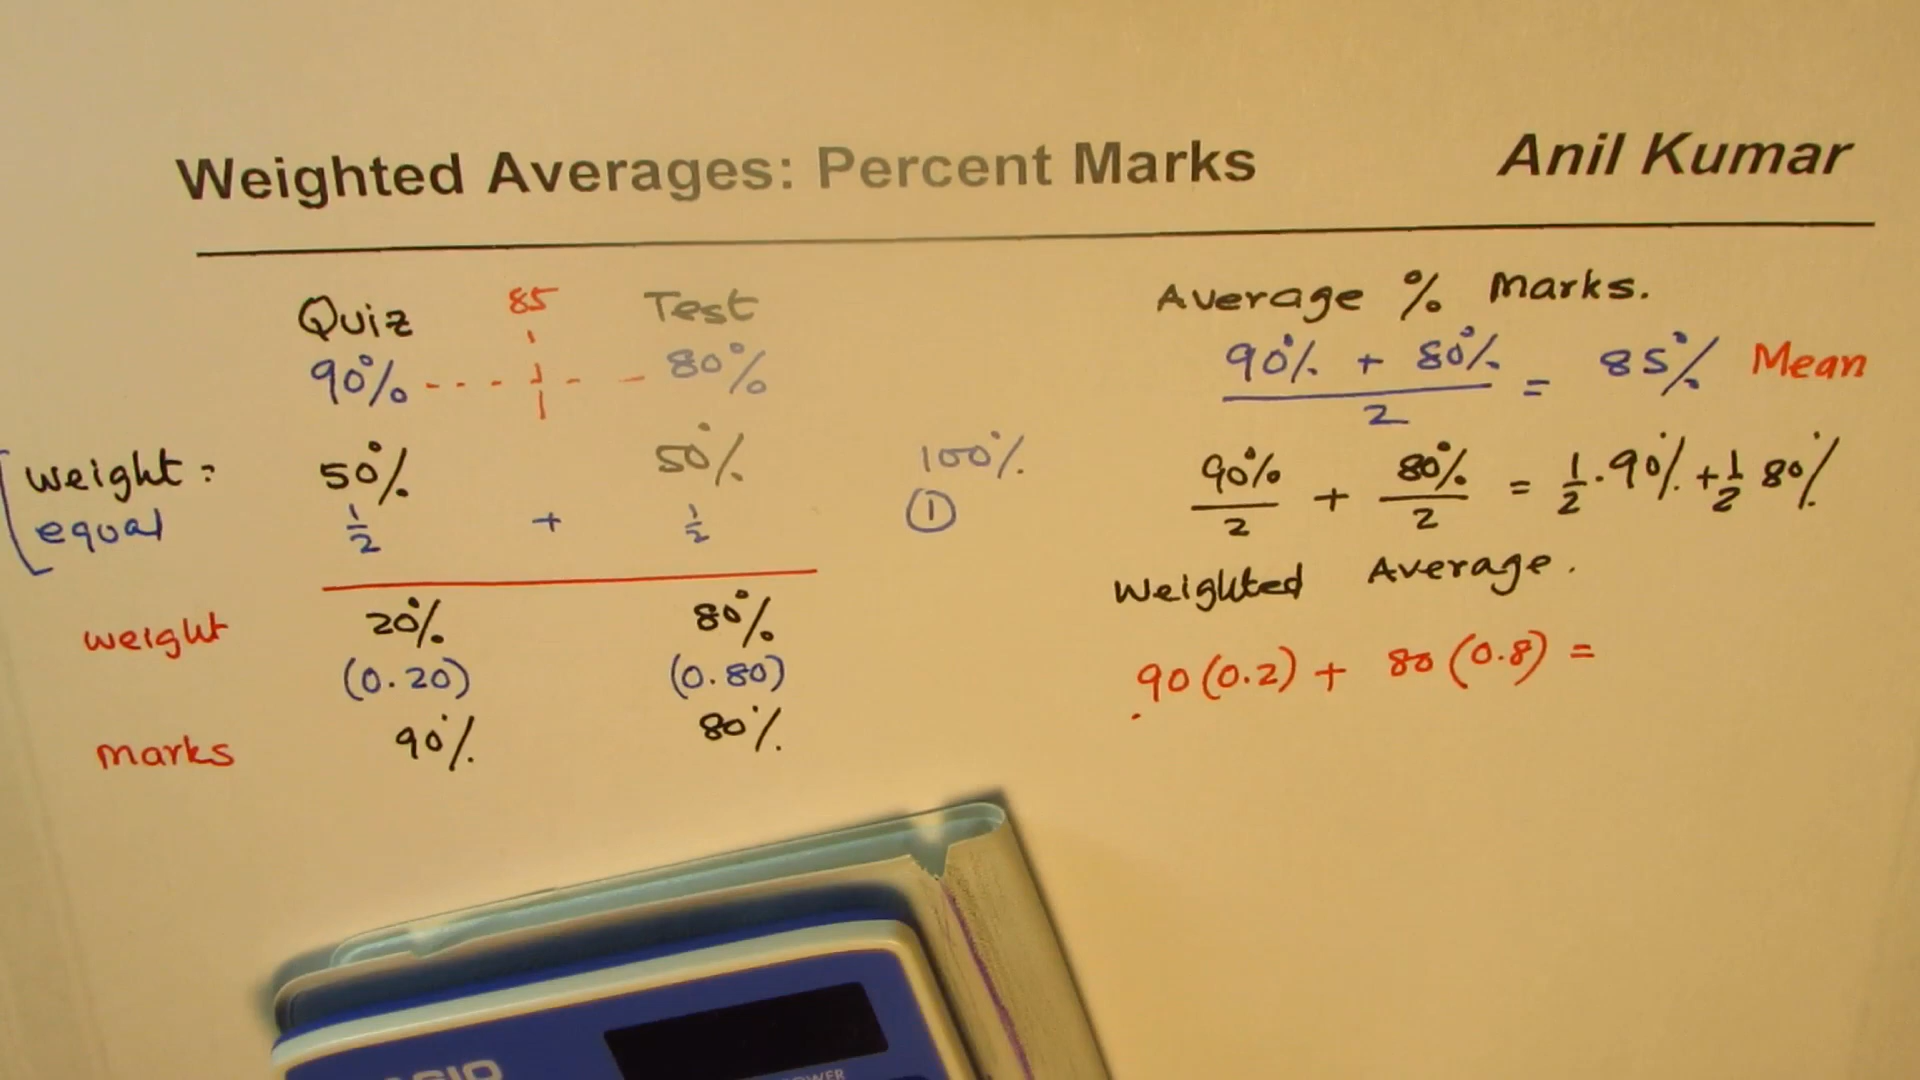 Weighted Averages: Percent Marks Anil Kumar
Quiz 85 Test
90% 80%
weight: 50% 50% 100%
equal 1/2 + 1/2 1
weight 20% 80%
(0.20) (0.80)
marks 90% 80%
Average % marks.
90% + 80% / 2 = 85% Mean
90%/2 + 80%/2 = 1/2 · 90% + 1/2 80%
Weighted Average.
90(0.2) + 80(0.8) =